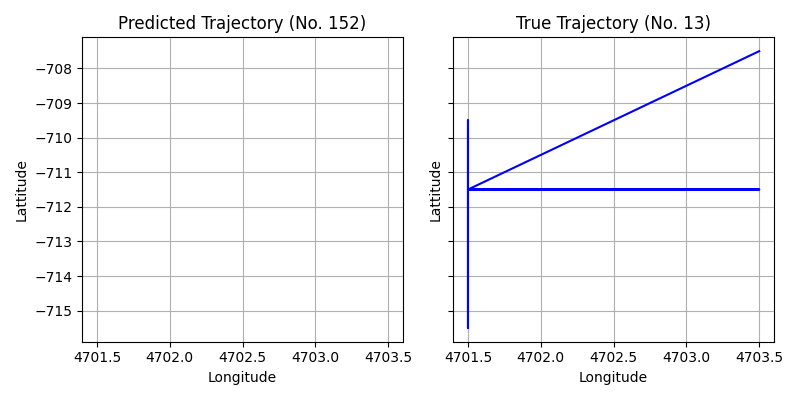 Predicted Trajectory (No. 152)
Lattitude
−708
−709
−710
−711
−712
−713
−714
−715
4701.5 4702.0 4702.5 4703.0 4703.5
Longitude
True Trajectory (No. 13)
Lattitude
4701.5 4702.0 4702.5 4703.0 4703.5
Longitude